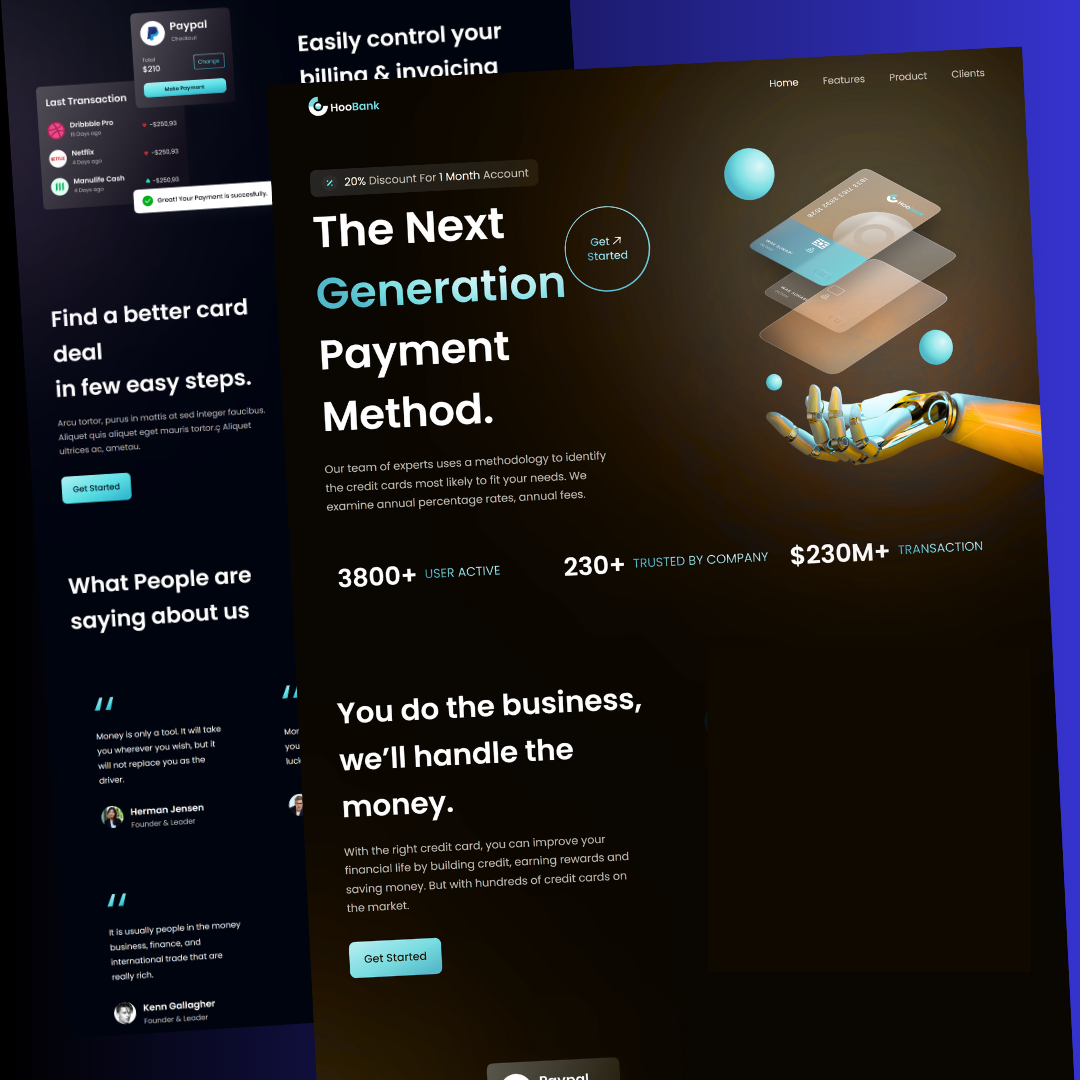 Paypal
Checkout
Total
$210
Change
Make Payment
Last Transaction
Dribbble Pro
15 Days ago
-$250,93
Netflix
4 Days ago
-$250,93
Manulife Cash
4 Days ago
-$250,93
Great! Your Payment is succesfully.
Easily control your
billing & invoicing
Find a better card
deal
in few easy steps.
Arcu tortor, purus in mattis at sed integer faucibus.
Aliquet quis aliquet eget mauris tortor.ç Aliquet
ultrices ac, ametau.
Get Started
What People are
saying about us
Money is only a tool. It will take
you wherever you wish, but it
will not replace you as the
driver.
Herman Jensen
Founder & Leader
Mor
you
luck
It is usually people in the money
business, finance, and
international trade that are
really rich.
Kenn Gallagher
Founder & Leader
HooBank
Home
Features
Product
Clients
20% Discount For 1 Month Account
The Next
Generation
Payment
Method.
Get
Started
HooBank
Our team of experts uses a methodology to identify
the credit cards most likely to fit your needs. We
examine annual percentage rates, annual fees.
3800+ USER ACTIVE
230+ TRUSTED BY COMPANY
$230M+ TRANSACTION
You do the business,
we’ll handle the
money.
With the right credit card, you can improve your
financial life by building credit, earning rewards and
saving money. But with hundreds of credit cards on
the market.
Get Started
Paypal